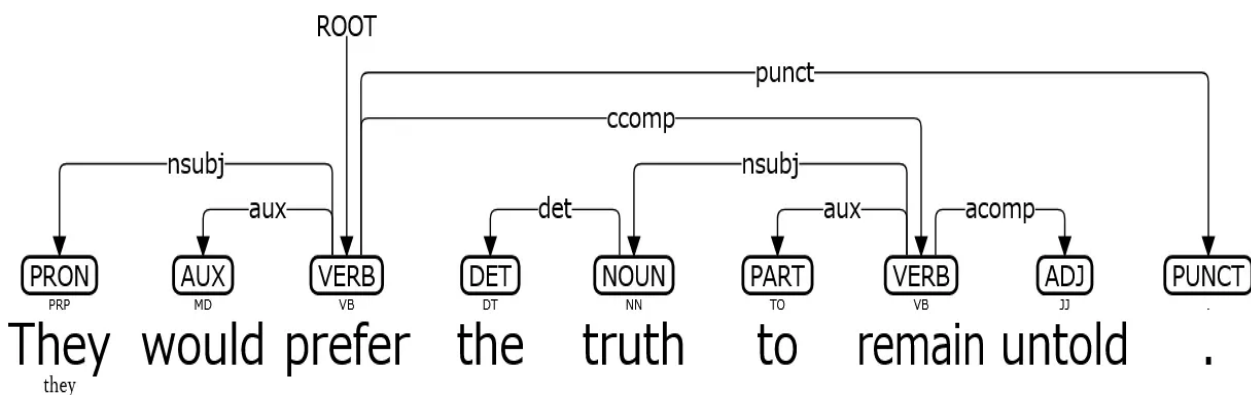 ROOT
punct
ccomp
nsubj nsubj
aux det aux acomp
PRON AUX VERB DET NOUN PART VERB ADJ PUNCT
PRP MD VB DT NN TO VB JJ .
They would prefer the truth to remain untold .
they